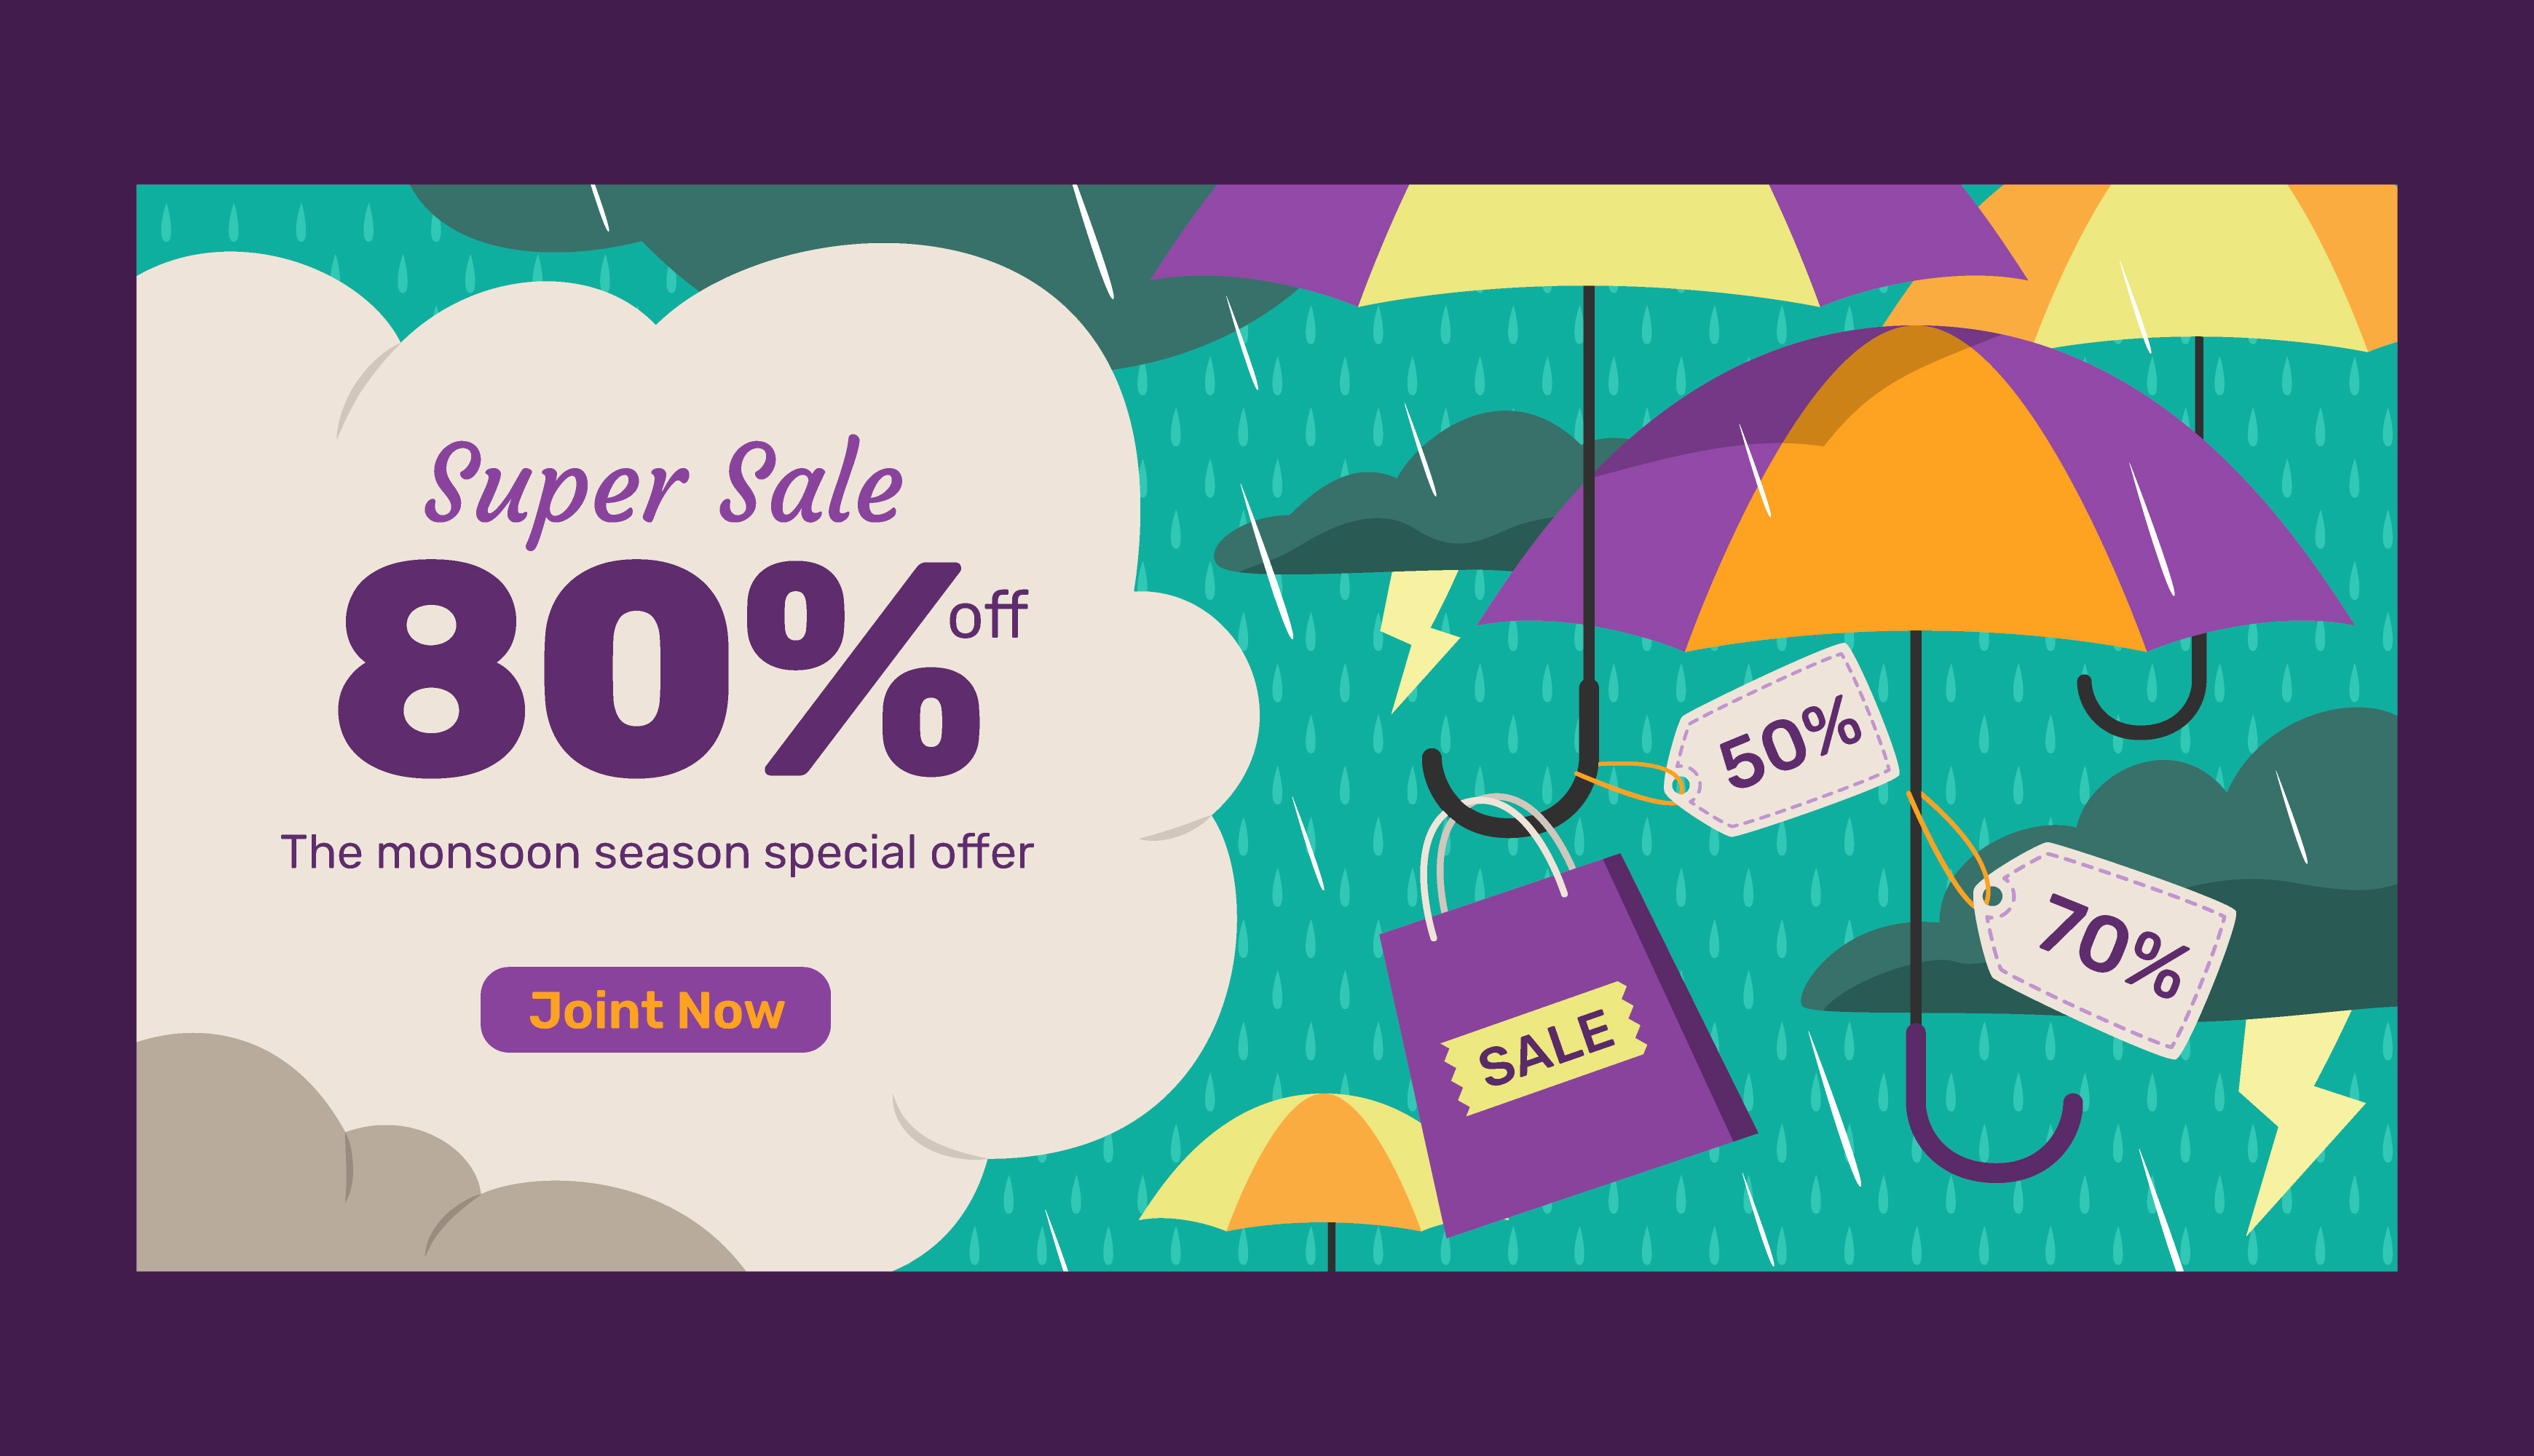 Super Sale
80% off
The monsoon season special offer
Joint Now
50%
70%
SALE